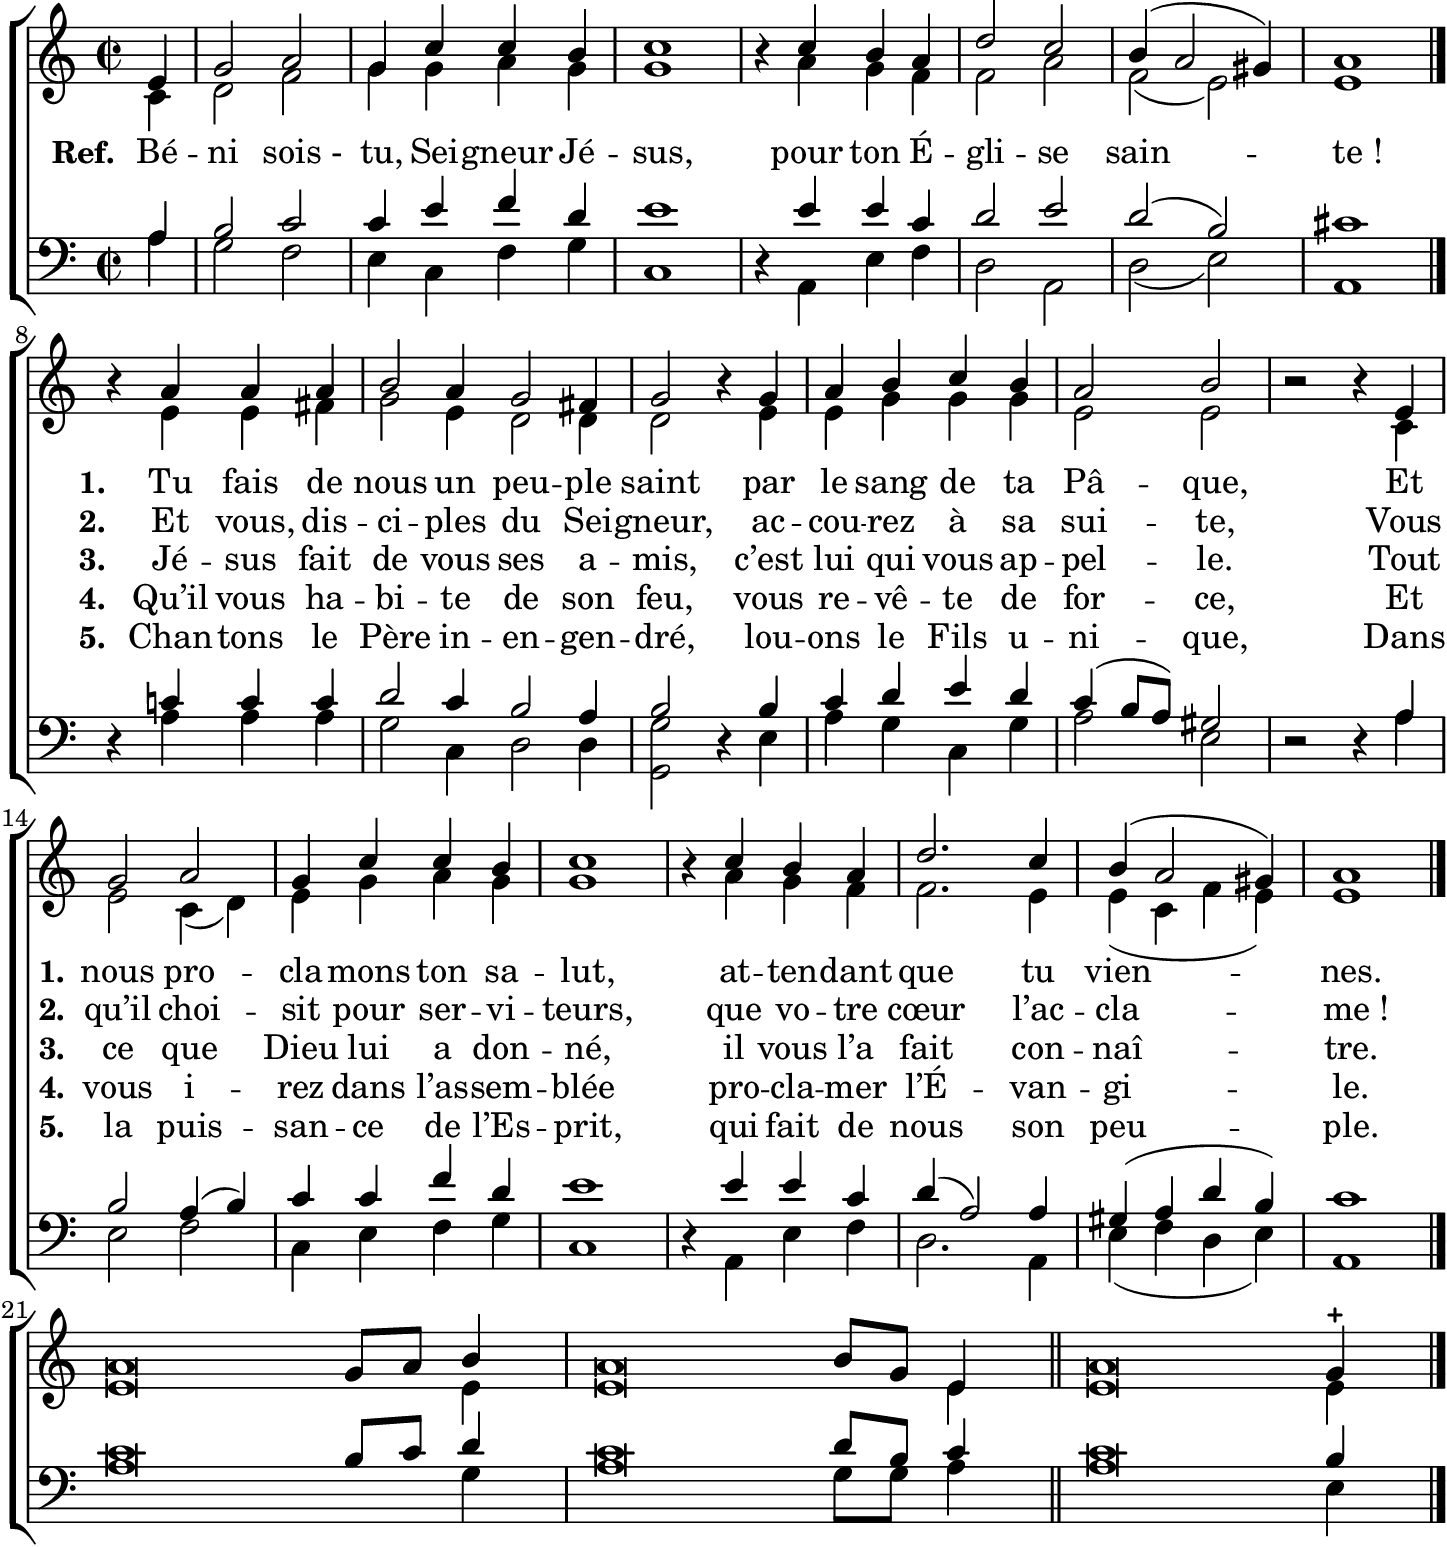 Ref. Bé - ni sois - tu, Seigneur Jé - sus, pour ton É - gli - se sain - te !
8
1. Tu fais de nous un peu - ple saint par le sang de ta Pâ - que, Et
2. Et vous, dis - ci - ples du Seigneur, ac - cou - rez à sa sui - te, Vous
3. Jé - sus fait de vous ses a - mis, c’est lui qui vous ap - pel - le. Tout
4. Qu’il vous ha - bi - te de son feu, vous re - vê - te de for - ce, Et
5. Chantons le Père in - en - gen - dré, lou - ons le Fils u - ni - que, Dans
14
1. nous pro - clamons ton sa - lut, at - tendant que tu vien - nes.
2. qu’il choi - sit pour ser - vi - teurs, que vo - tre cœur l’ac - cla - me !
3. ce que Dieu lui a don - né, il vous l’a fait con - naî - tre.
4. vous i - rez dans l’assem - blée pro - cla - mer l’É - van - gi - le.
5. la puis - san - ce de l’Es - prit, qui fait de nous son peu - ple.
21